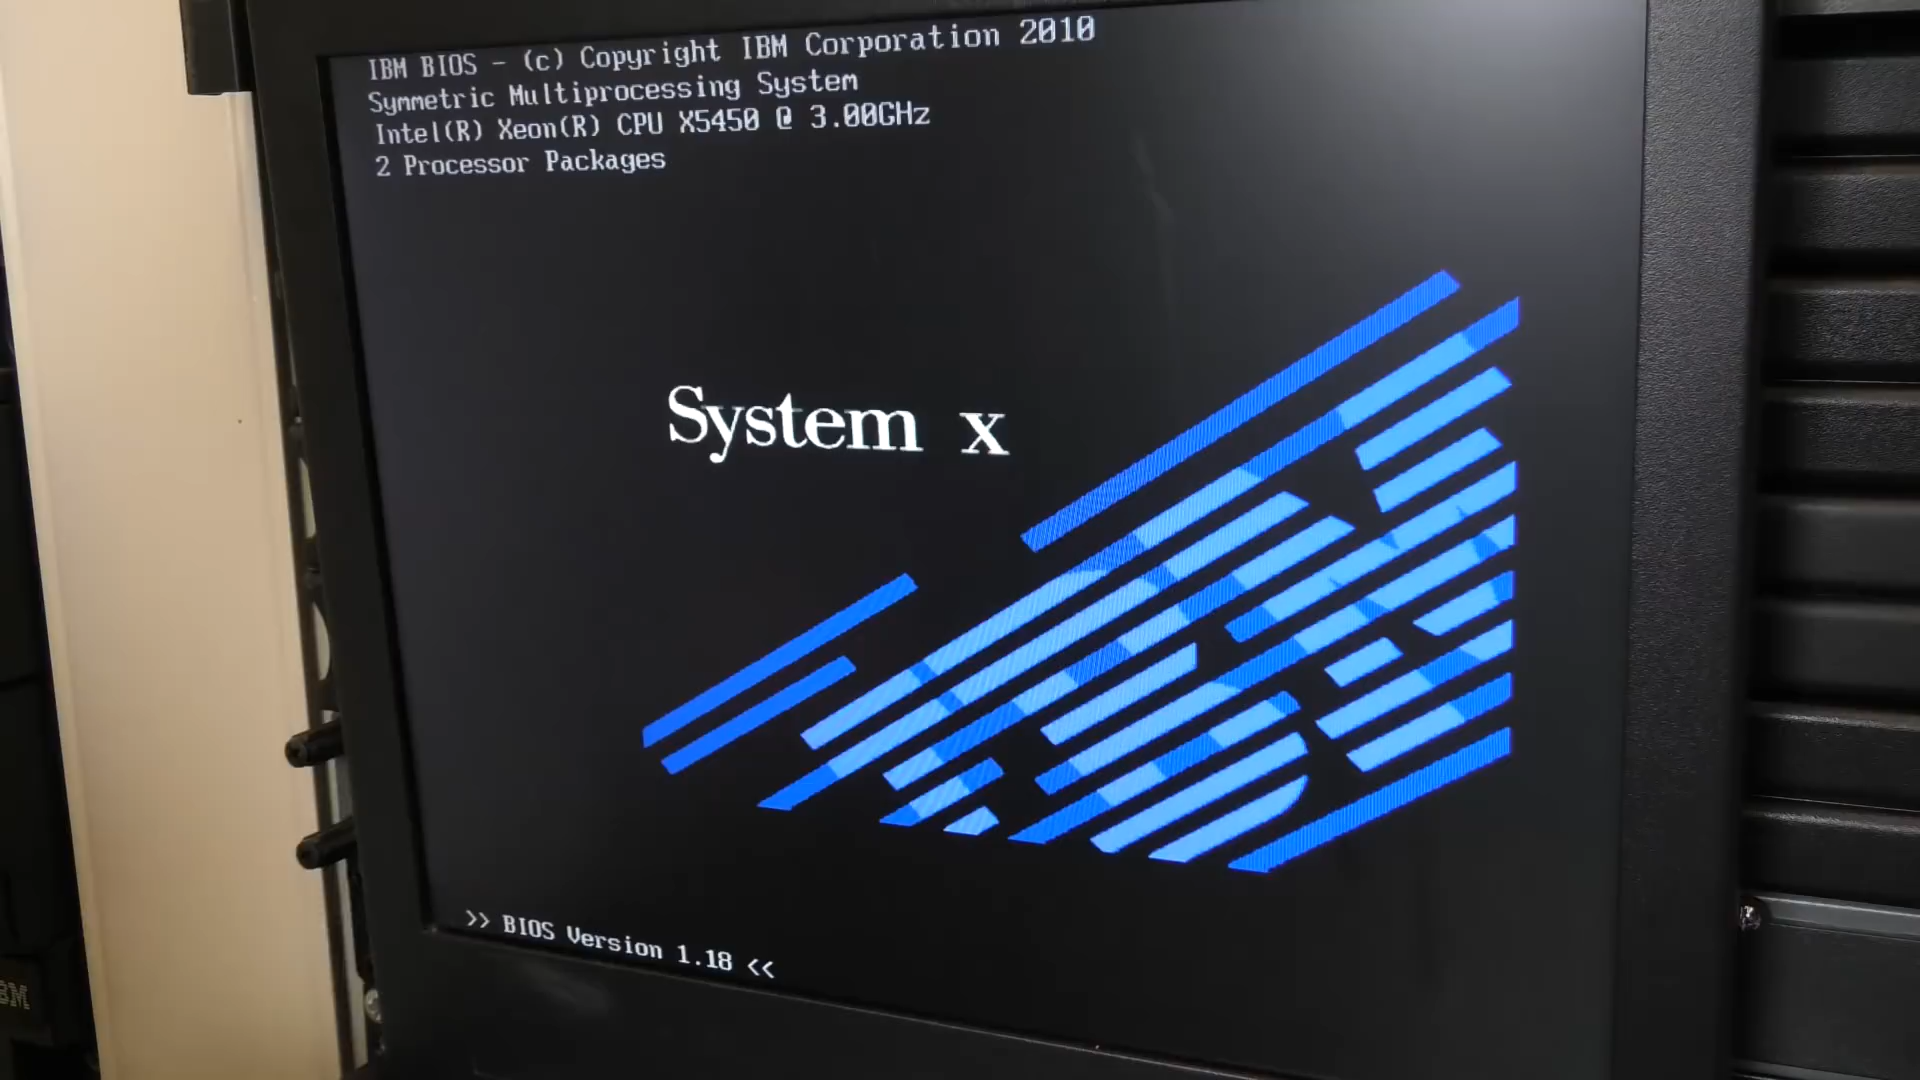 IBM BIOS - (c) Copyright IBM Corporation 2010
Symmetric Multiprocessing System
Intel(R) Xeon(R) CPU X5450 @ 3.00GHz
2 Processor Packages
System x
>> BIOS Version 1.18 <<
IBM